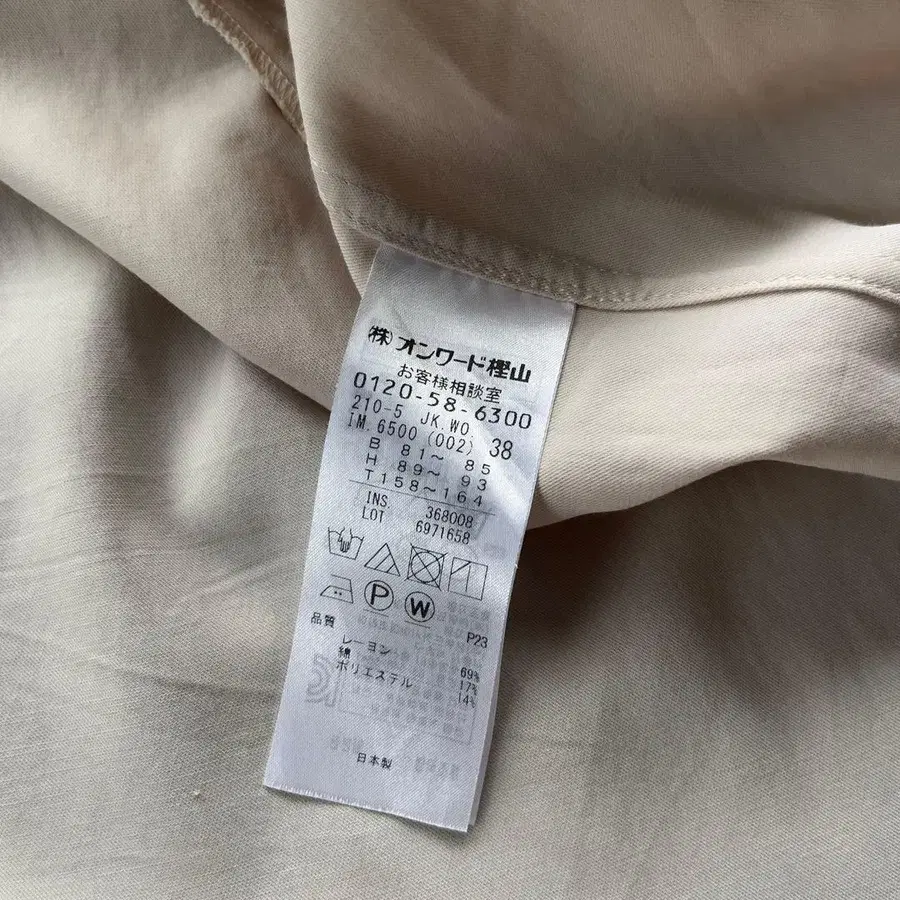 (株)オンワード樫山
お客様相談室
0120-58-6300
210-5 JK.WO
IM.6500 (002) 38
B 81～ 85
H 89～ 93
T158～164
INS. 368008
LOT 6971658
P W
品質 P23
レーヨン 69%
綿 17%
ポリエステル 14%
日本製